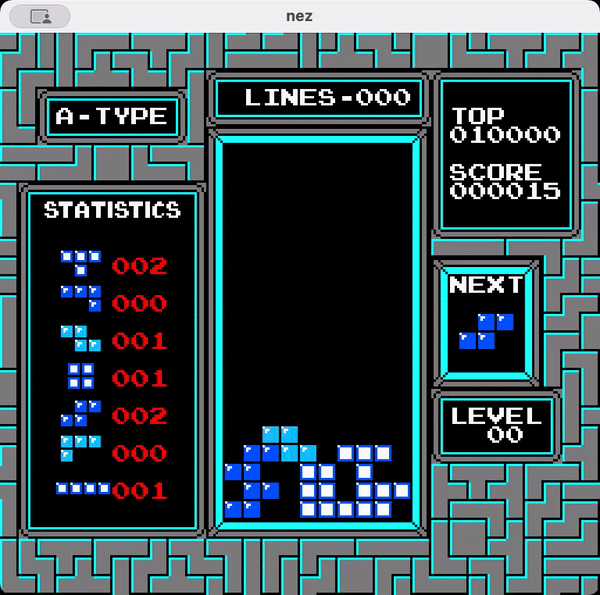 nez
LINES-000
A-TYPE
TOP
010000
SCORE
000015
STATISTICS
002
000
001
001
002
000
001
NEXT
LEVEL
00